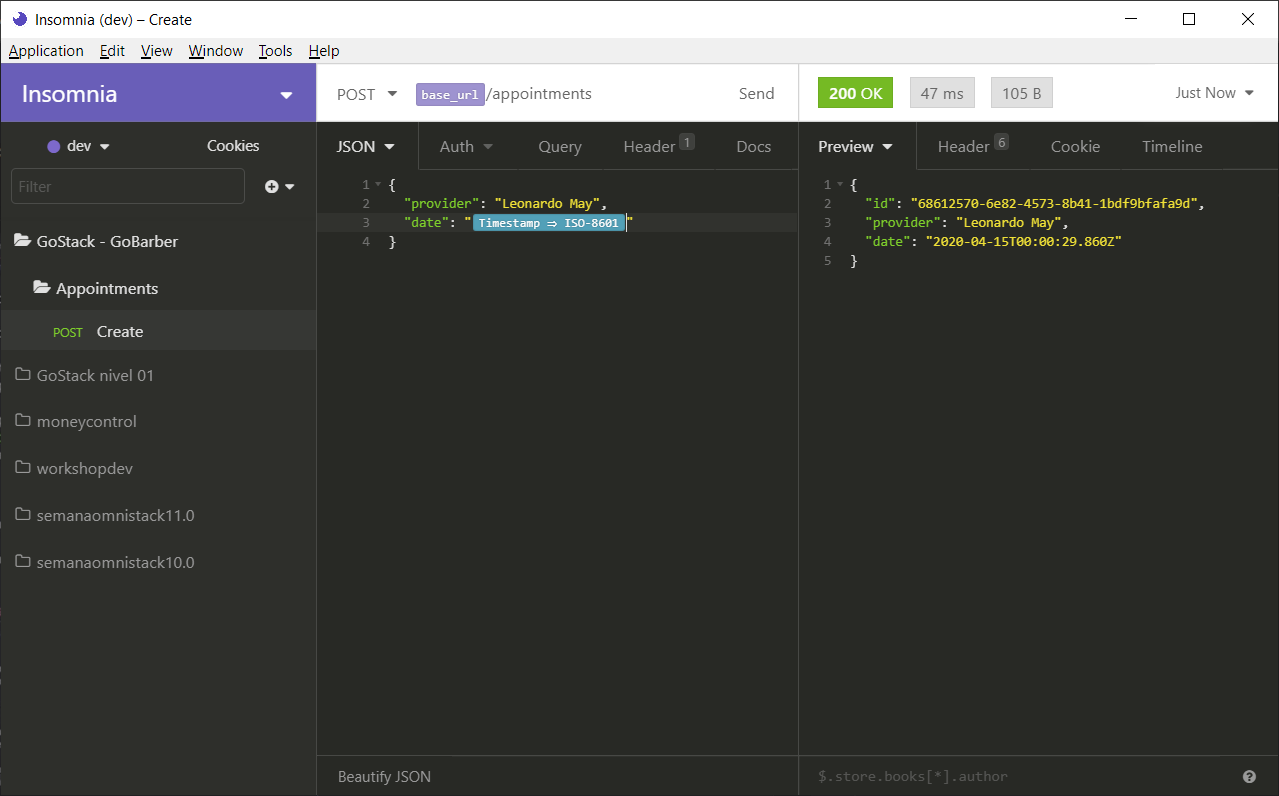 Insomnia (dev) – Create
Application Edit View Window Tools Help
Insomnia
POST base_url/appointments Send
200 OK 47 ms 105 B Just Now
dev Cookies
JSON Auth Query Header 1 Docs
Preview Header 6 Cookie Timeline
Filter
GoStack - GoBarber
Appointments
POST Create
GoStack nivel 01
moneycontrol
workshopdev
semanaomnistack11.0
semanaomnistack10.0
1 {
2 "provider": "Leonardo May",
3 "date": "Timestamp ⇒ ISO-8601"
4 }
Beautify JSON
1 {
2 "id": "68612570-6e82-4573-8b41-1bdf9bfafa9d",
3 "provider": "Leonardo May",
4 "date": "2020-04-15T00:00:29.860Z"
5 }
$.store.books[*].author